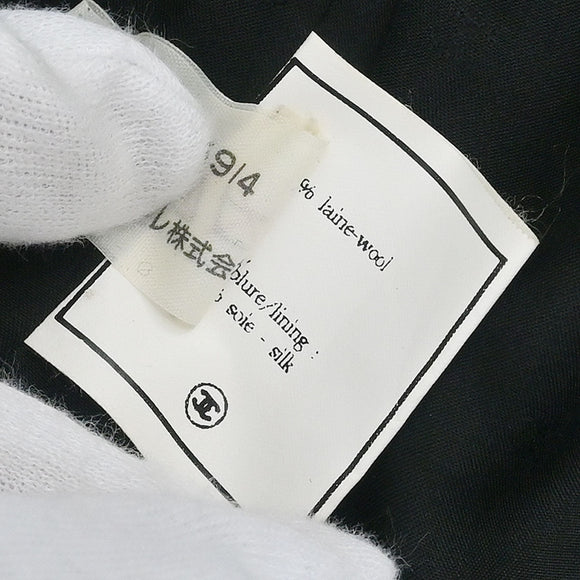 9/4
ル株式会
% laine-wool
blure/lining :
soie - silk